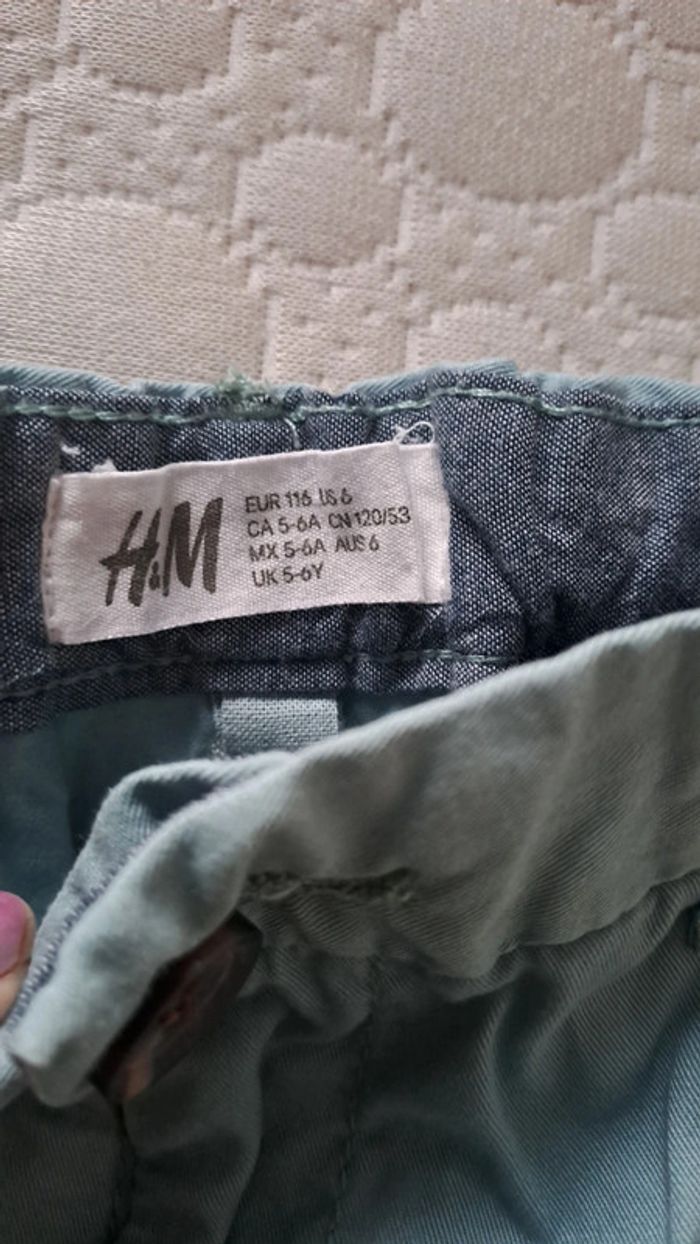 H&M
EUR 116 US 6
CA 5-6A CN 120/53
MX 5-6A AUS 6
UK 5-6Y